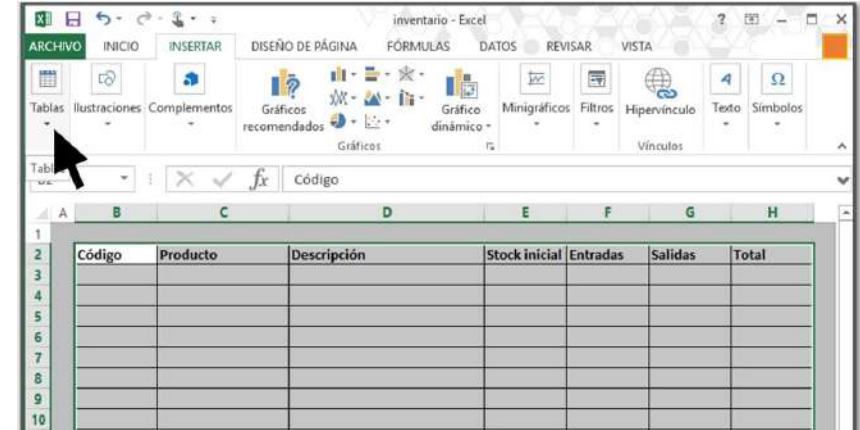 inventario - Excel
ARCHIVO INICIO INSERTAR DISEÑO DE PÁGINA FÓRMULAS DATOS REVISAR VISTA
Tablas Ilustraciones Complementos Gráficos recomendados Gráfico dinámico Minigráficos Filtros Hipervínculo Texto Símbolos
Gráficos Vínculos
fx Código
A B C D E F G H
1
2 Código Producto Descripción Stock inicial Entradas Salidas Total
3
4
5
6
7
8
9
10